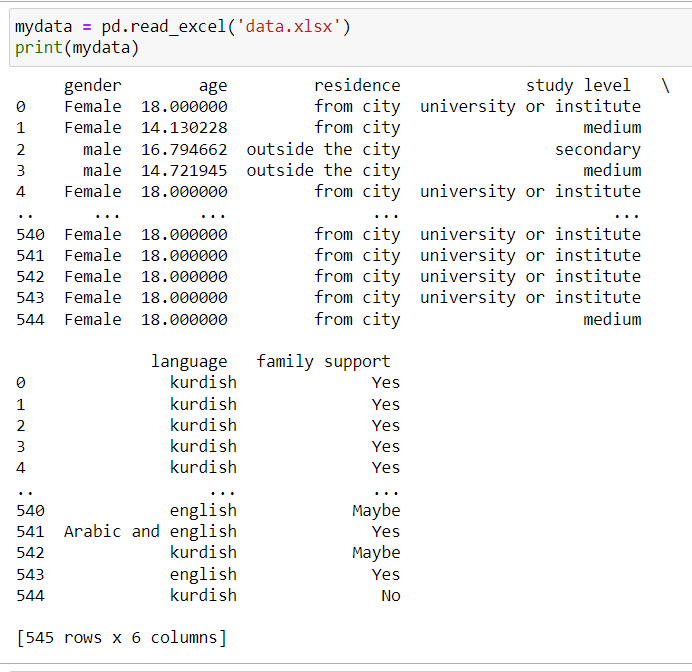 mydata = pd.read_excel('data.xlsx')
print(mydata)
gender age residence study level \
0 Female 18.000000 from city university or institute
1 Female 14.130228 from city medium
2 male 16.794662 outside the city secondary
3 male 14.721945 outside the city medium
4 Female 18.000000 from city university or institute
.. ... ... ... ...
540 Female 18.000000 from city university or institute
541 Female 18.000000 from city university or institute
542 Female 18.000000 from city university or institute
543 Female 18.000000 from city university or institute
544 Female 18.000000 from city medium
language family support
0 kurdish Yes
1 kurdish Yes
2 kurdish Yes
3 kurdish Yes
4 kurdish Yes
.. ... ...
540 english Maybe
541 Arabic and english Yes
542 kurdish Maybe
543 english Yes
544 kurdish No
[545 rows x 6 columns]